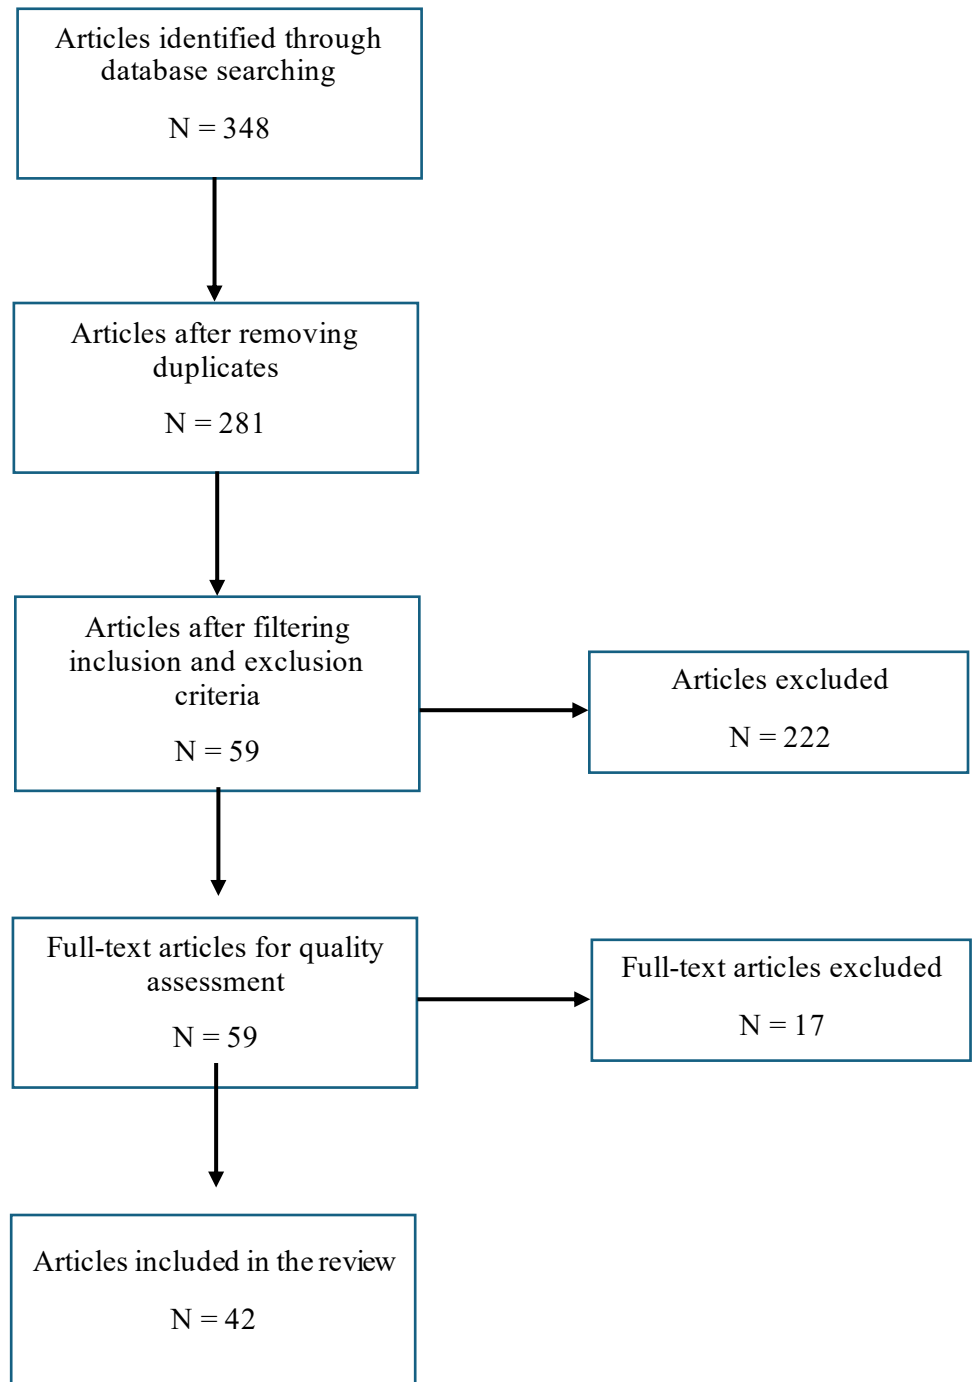 Articles identified through
database searching
N = 348
Articles after removing
duplicates
N = 281
Articles after filtering
inclusion and exclusion
criteria
N = 59
Articles excluded
N = 222
Full-text articles for quality
assessment
N = 59
Full-text articles excluded
N = 17
Articles included in the review
N = 42